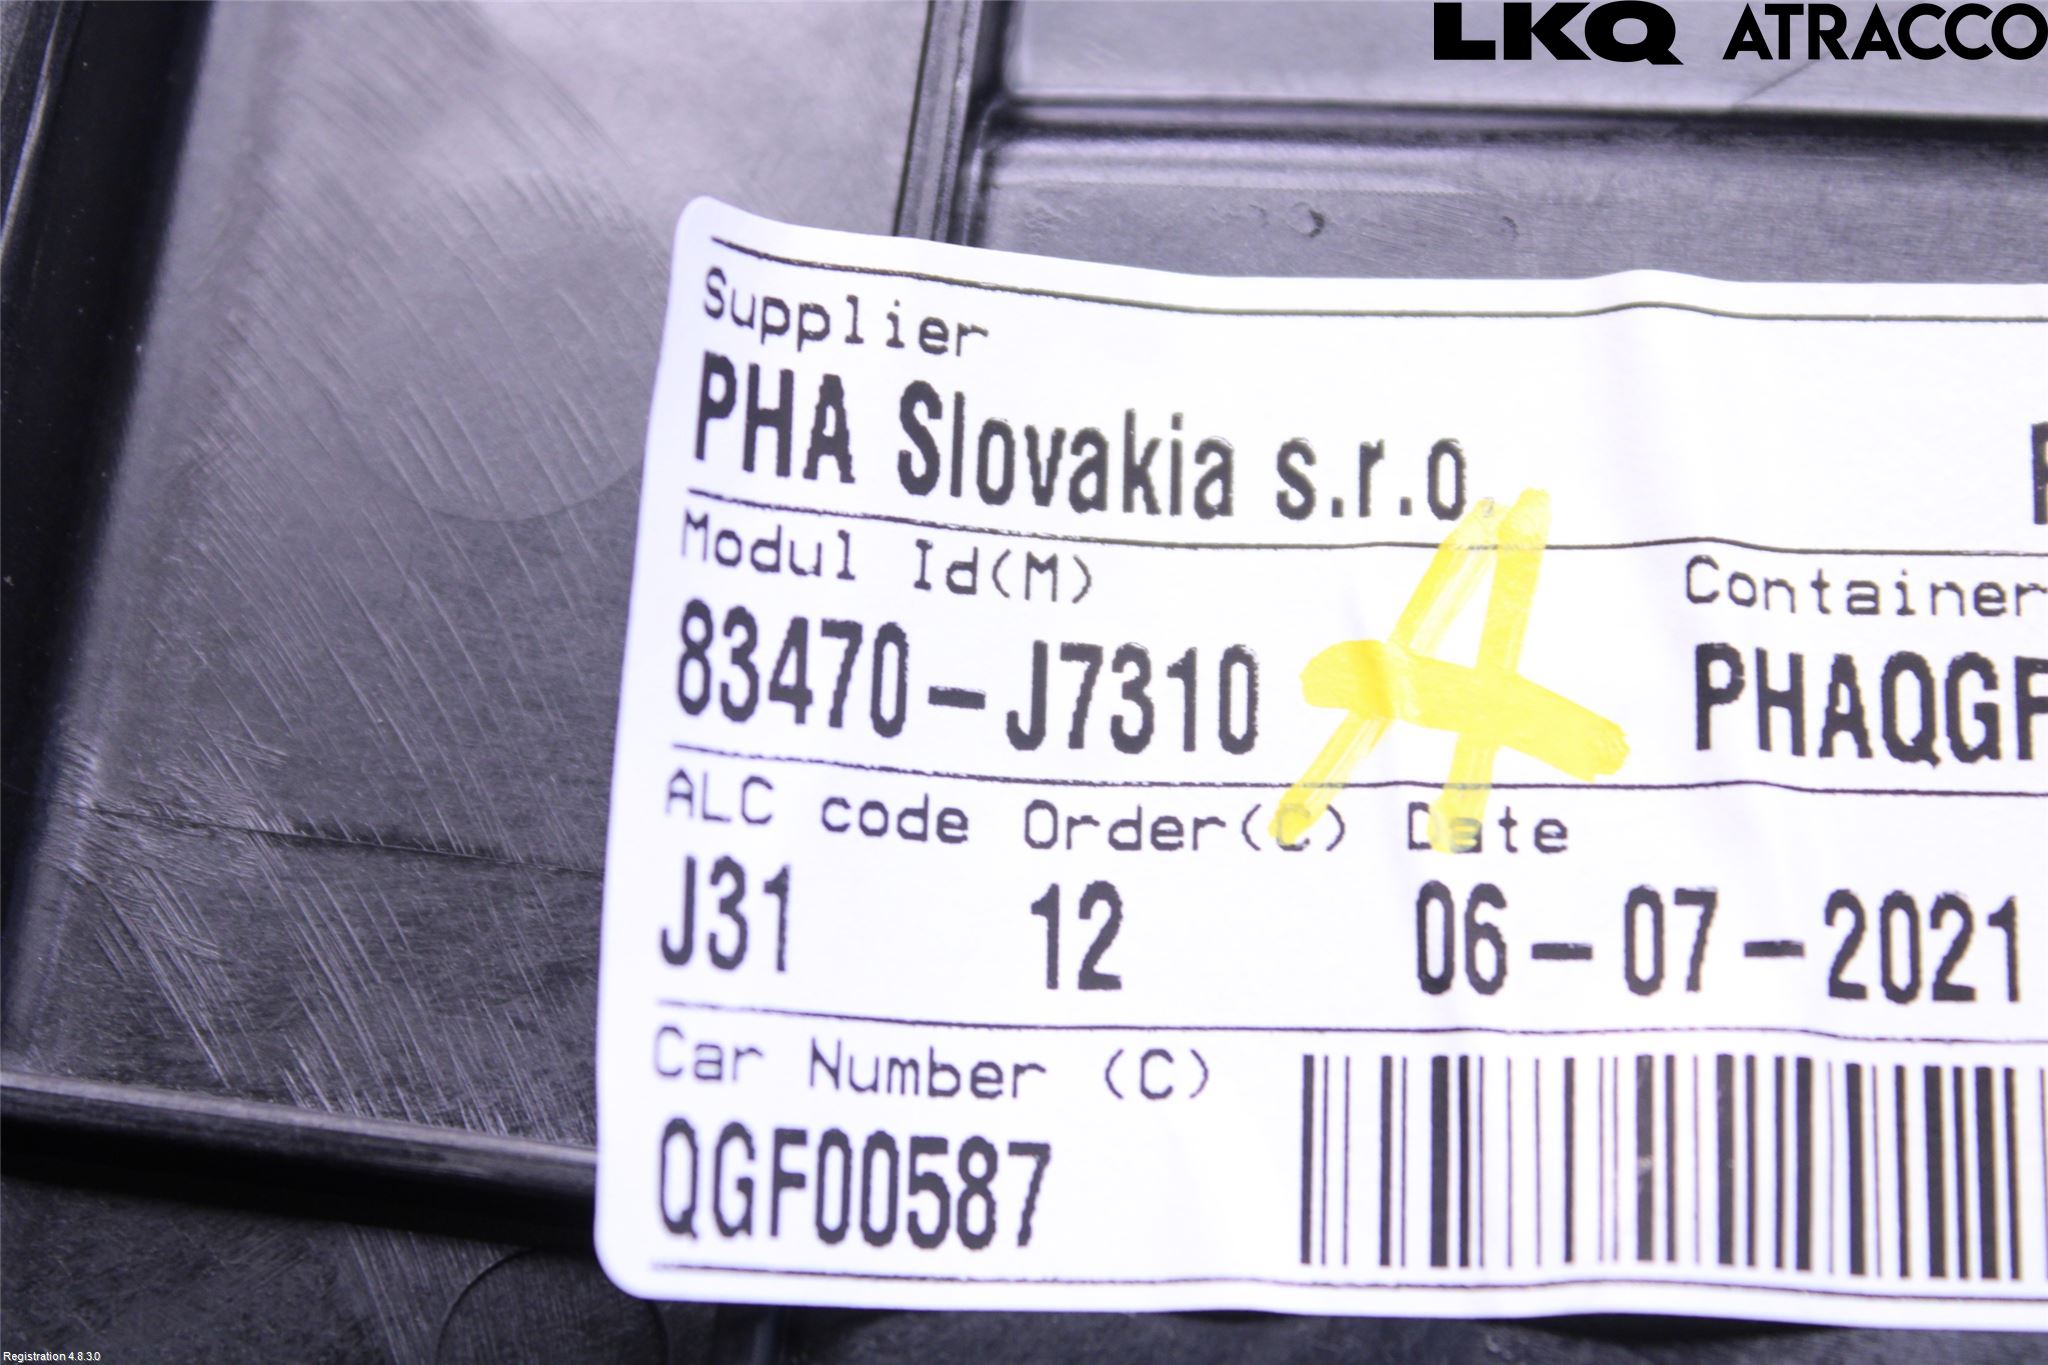 LKQ ATRACCO
Supplier
PHA Slovakia s.r.o.
Modul Id(M) Container
83470-J7310 PHAQGF
A
ALC code Order(C) Date
J31 12 06-07-2021
Car Number (C)
QGF00587
Registration 4.8.3.0